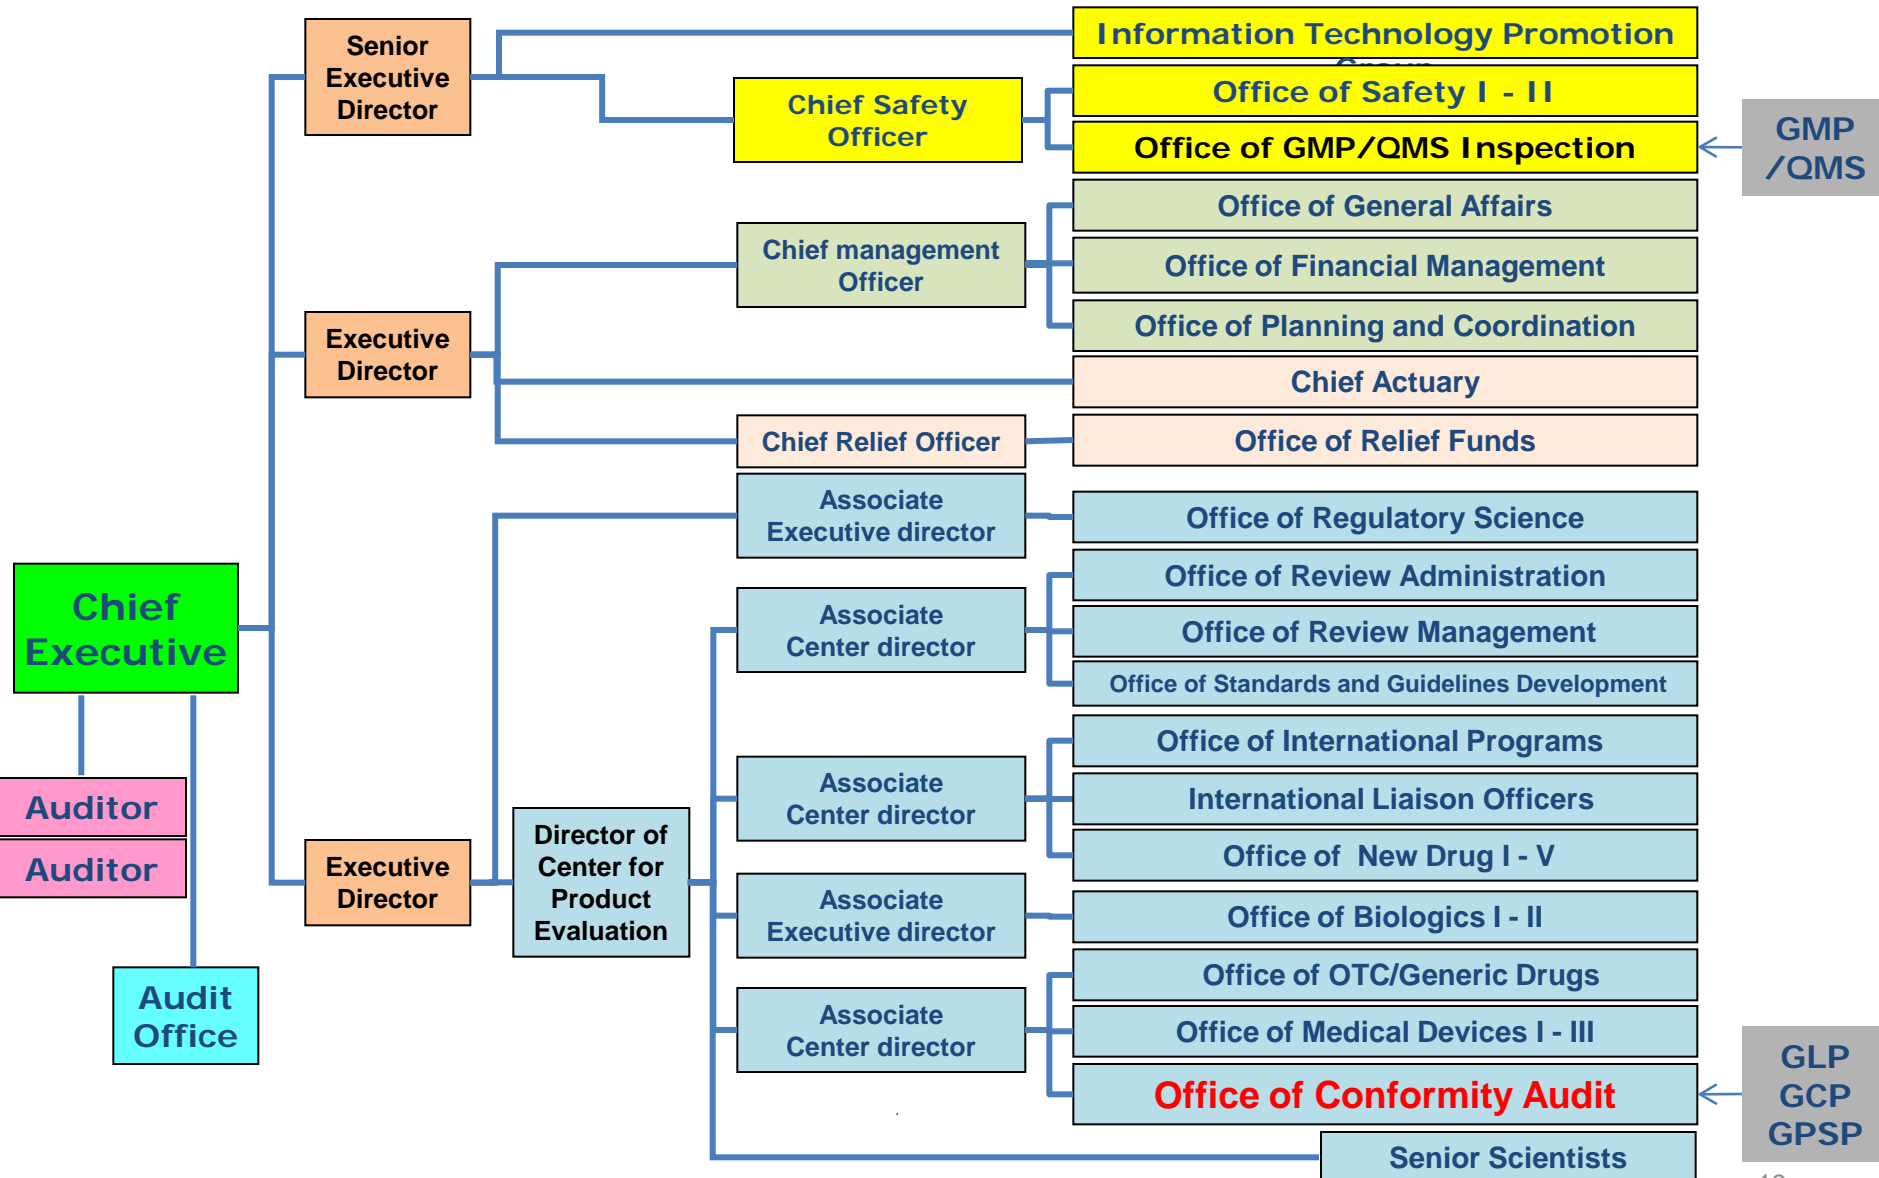 Senior
Executive
Director
Information Technology Promotion
Chief Safety
Officer
Office of Safety I - II
Office of GMP/QMS Inspection
GMP
/QMS
Executive
Director
Chief management
Officer
Office of General Affairs
Office of Financial Management
Office of Planning and Coordination
Chief Actuary
Chief Relief Officer
Office of Relief Funds
Chief
Executive
Auditor
Auditor
Audit
Office
Executive
Director
Associate
Executive director
Office of Regulatory Science
Director of
Center for
Product
Evaluation
Associate
Center director
Office of Review Administration
Office of Review Management
Office of Standards and Guidelines Development
Associate
Center director
Office of International Programs
International Liaison Officers
Office of New Drug I - V
Associate
Executive director
Office of Biologics I - II
Associate
Center director
Office of OTC/Generic Drugs
Office of Medical Devices I - III
Office of Conformity Audit
GLP
GCP
GPSP
Senior Scientists